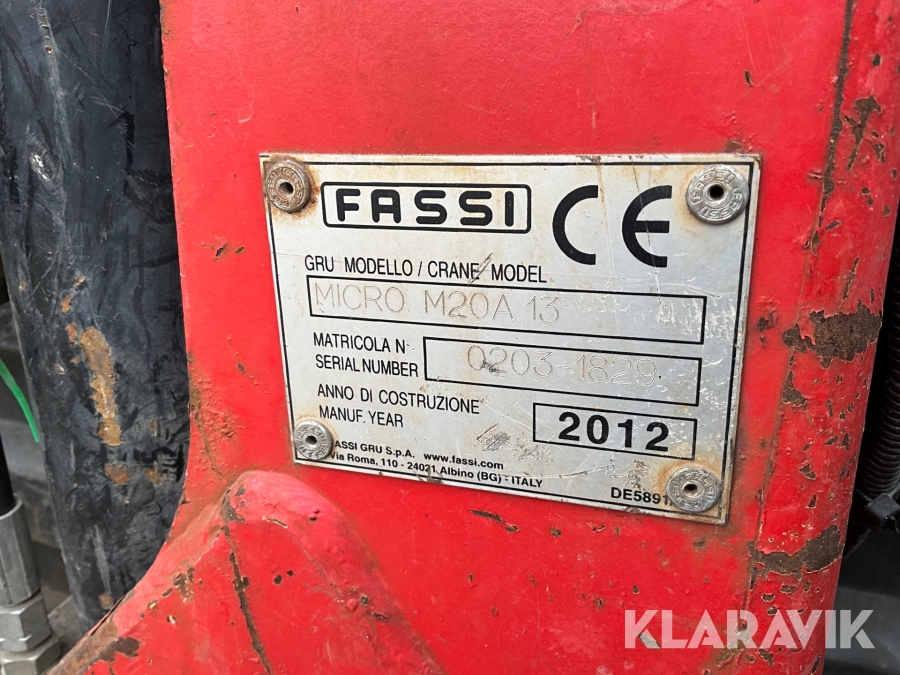 FASSI CE
GRU MODELLO / CRANE MODEL
MICRO M20A 13
MATRICOLA N
SERIAL NUMBER
0203-1829
ANNO DI COSTRUZIONE
MANUF. YEAR
2012
FASSI GRU S.p.A. www.fassi.com
Via Roma, 110 - 24021 Albino (BG) - ITALY
DE5891
KLARAVIK